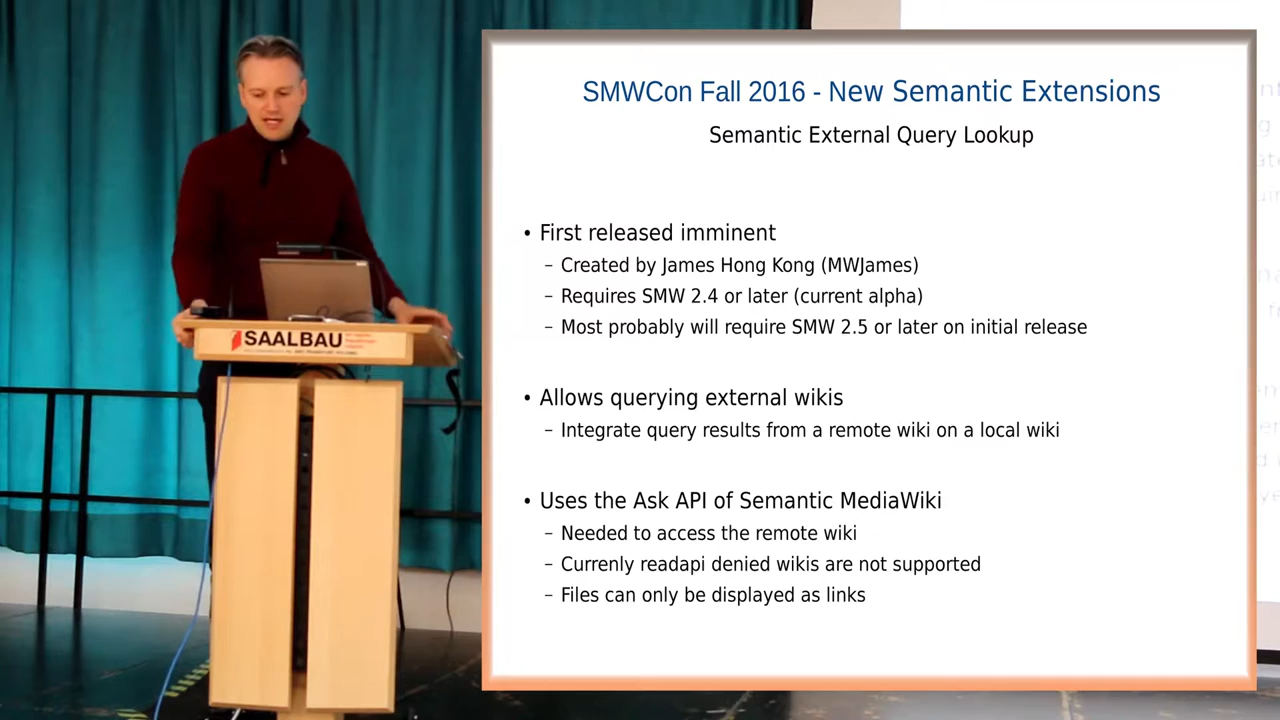 SMWCon Fall 2016 - New Semantic Extensions
Semantic External Query Lookup
• First released imminent
– Created by James Hong Kong (MWJames)
– Requires SMW 2.4 or later (current alpha)
– Most probably will require SMW 2.5 or later on initial release
• Allows querying external wikis
– Integrate query results from a remote wiki on a local wiki
• Uses the Ask API of Semantic MediaWiki
– Needed to access the remote wiki
– Currenly readapi denied wikis are not supported
– Files can only be displayed as links
SAALBAU